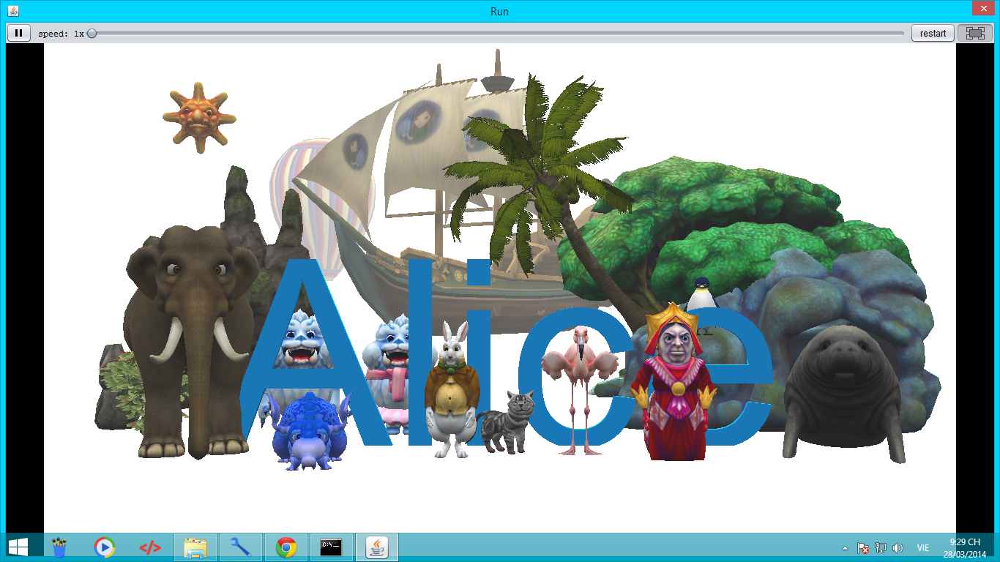 Run
speed: 1x
restart
Alice
C:\_
VIE
9:29 CH
28/03/2014